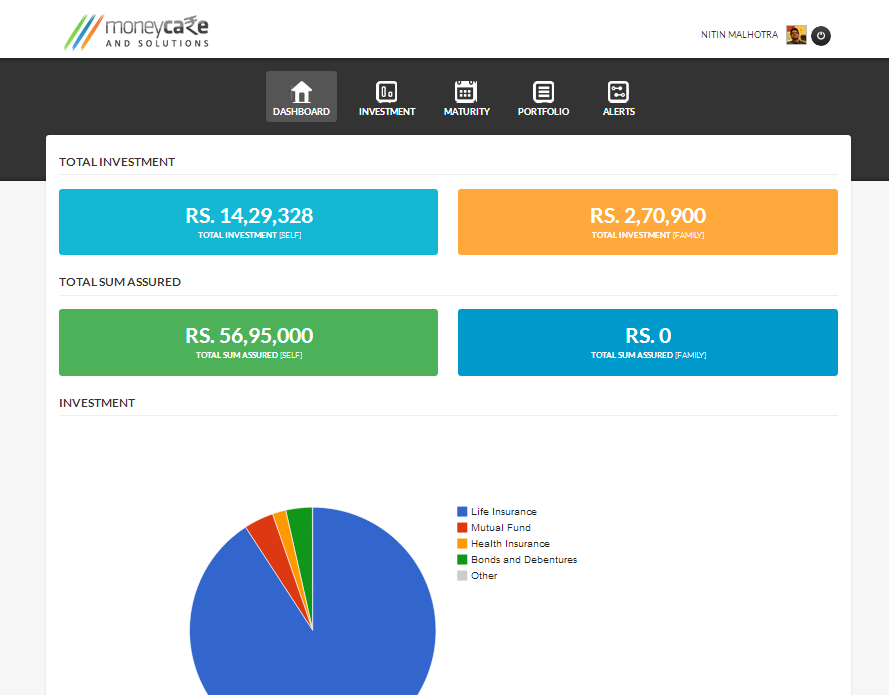 moneycare
AND SOLUTIONS
NITIN MALHOTRA
DASHBOARD
INVESTMENT
MATURITY
PORTFOLIO
ALERTS
TOTAL INVESTMENT
RS. 14,29,328
TOTAL INVESTMENT [SELF]
RS. 2,70,900
TOTAL INVESTMENT [FAMILY]
TOTAL SUM ASSURED
RS. 56,95,000
TOTAL SUM ASSURED [SELF]
RS. 0
TOTAL SUM ASSURED [FAMILY]
INVESTMENT
Life Insurance
Mutual Fund
Health Insurance
Bonds and Debentures
Other